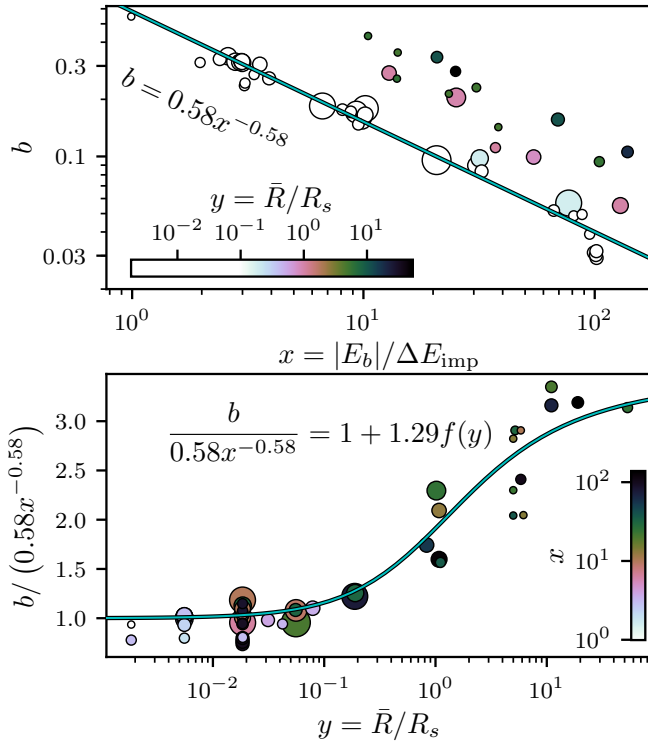 0.3
0.1
0.03
b
b = 0.58x^{-0.58}
y = R̄/R_s
10^{-2} 10^{-1} 10^0 10^1
10^0 10^1 10^2
x = |E_b|/ΔE_imp
3.0
2.5
2.0
1.5
1.0
b/(0.58x^{-0.58})
b/0.58x^{-0.58} = 1 + 1.29f(y)
x
10^2
10^1
10^0
10^{-2} 10^{-1} 10^0 10^1
y = R̄/R_s